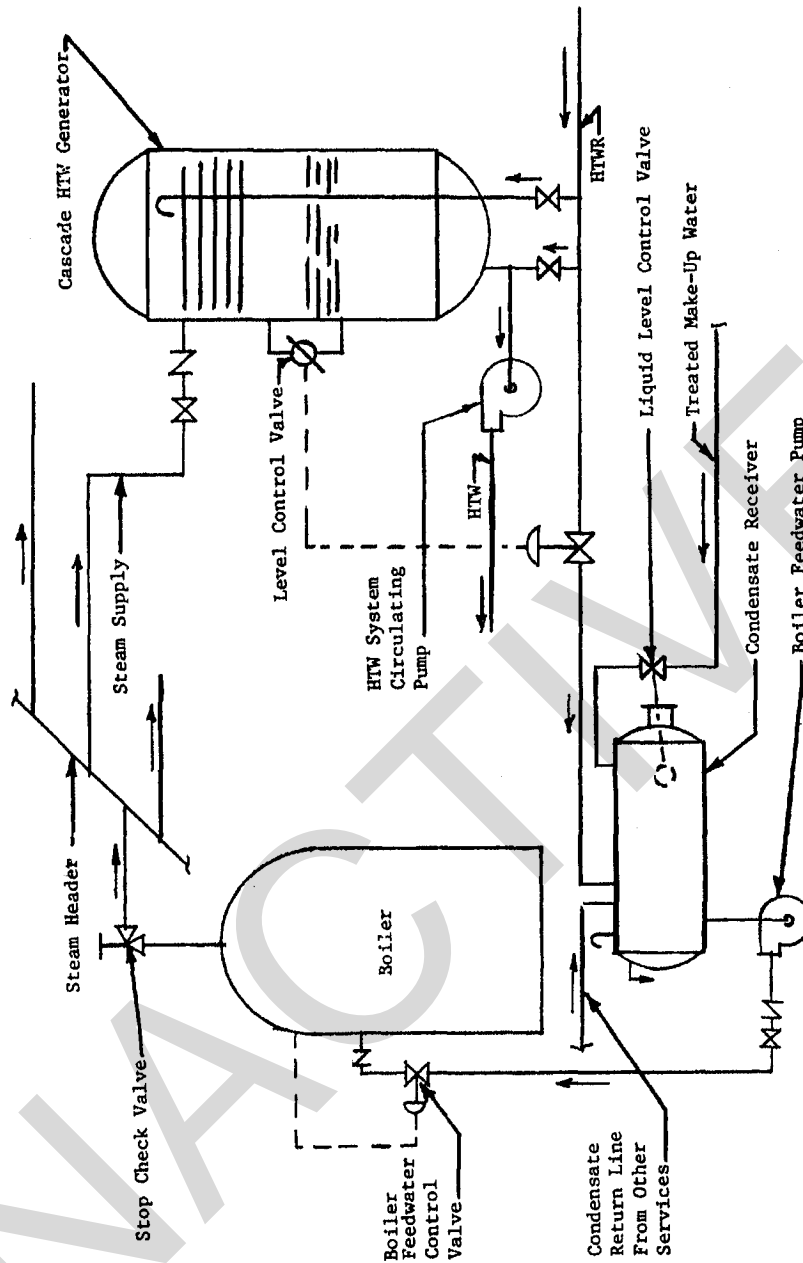 Cascade HTW Generator
Steam Supply
Level Control Valve
HTW System
Circulating
Pump
HTW
HTWR
Liquid Level Control Valve
Treated Make-Up Water
Condensate Receiver
Boiler Feedwater Pump
Steam Header
Stop Check Valve
Boiler
Boiler
Feedwater
Control
Valve
Condensate
Return Line
From Other
Services
NACTIVE